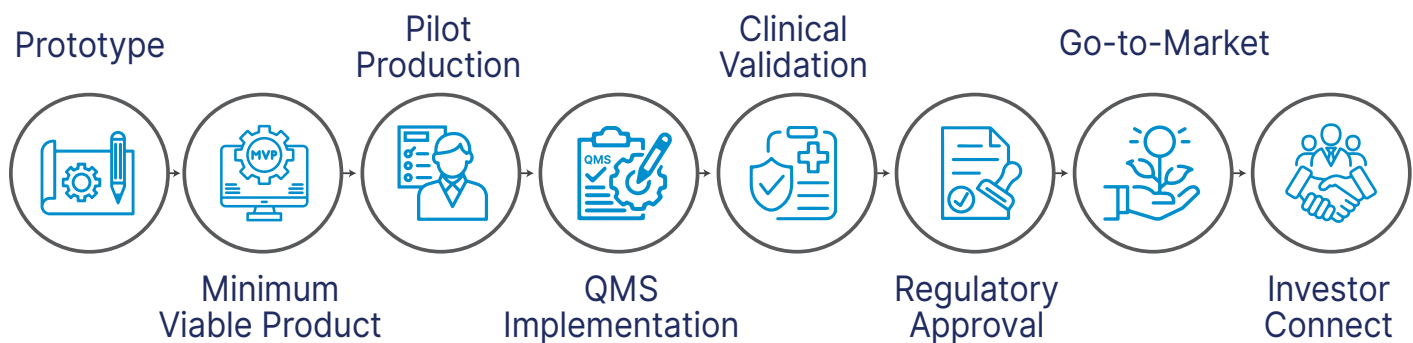 Prototype
MVP
Minimum
Viable Product
Pilot
Production
QMS
QMS
Implementation
Clinical
Validation
Regulatory
Approval
Go-to-Market
Investor
Connect